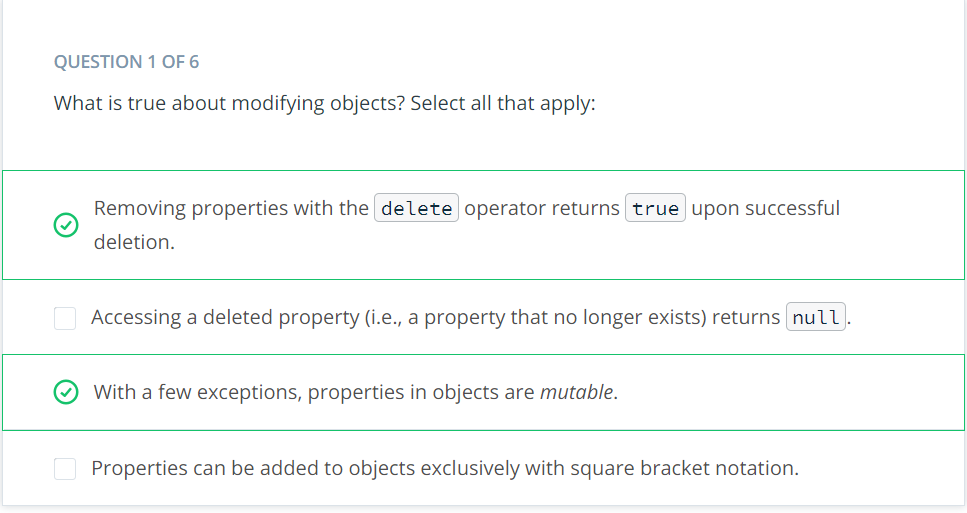 QUESTION 1 OF 6
What is true about modifying objects? Select all that apply:
Removing properties with the delete operator returns true upon successful
deletion.
Accessing a deleted property (i.e., a property that no longer exists) returns null.
With a few exceptions, properties in objects are mutable.
Properties can be added to objects exclusively with square bracket notation.